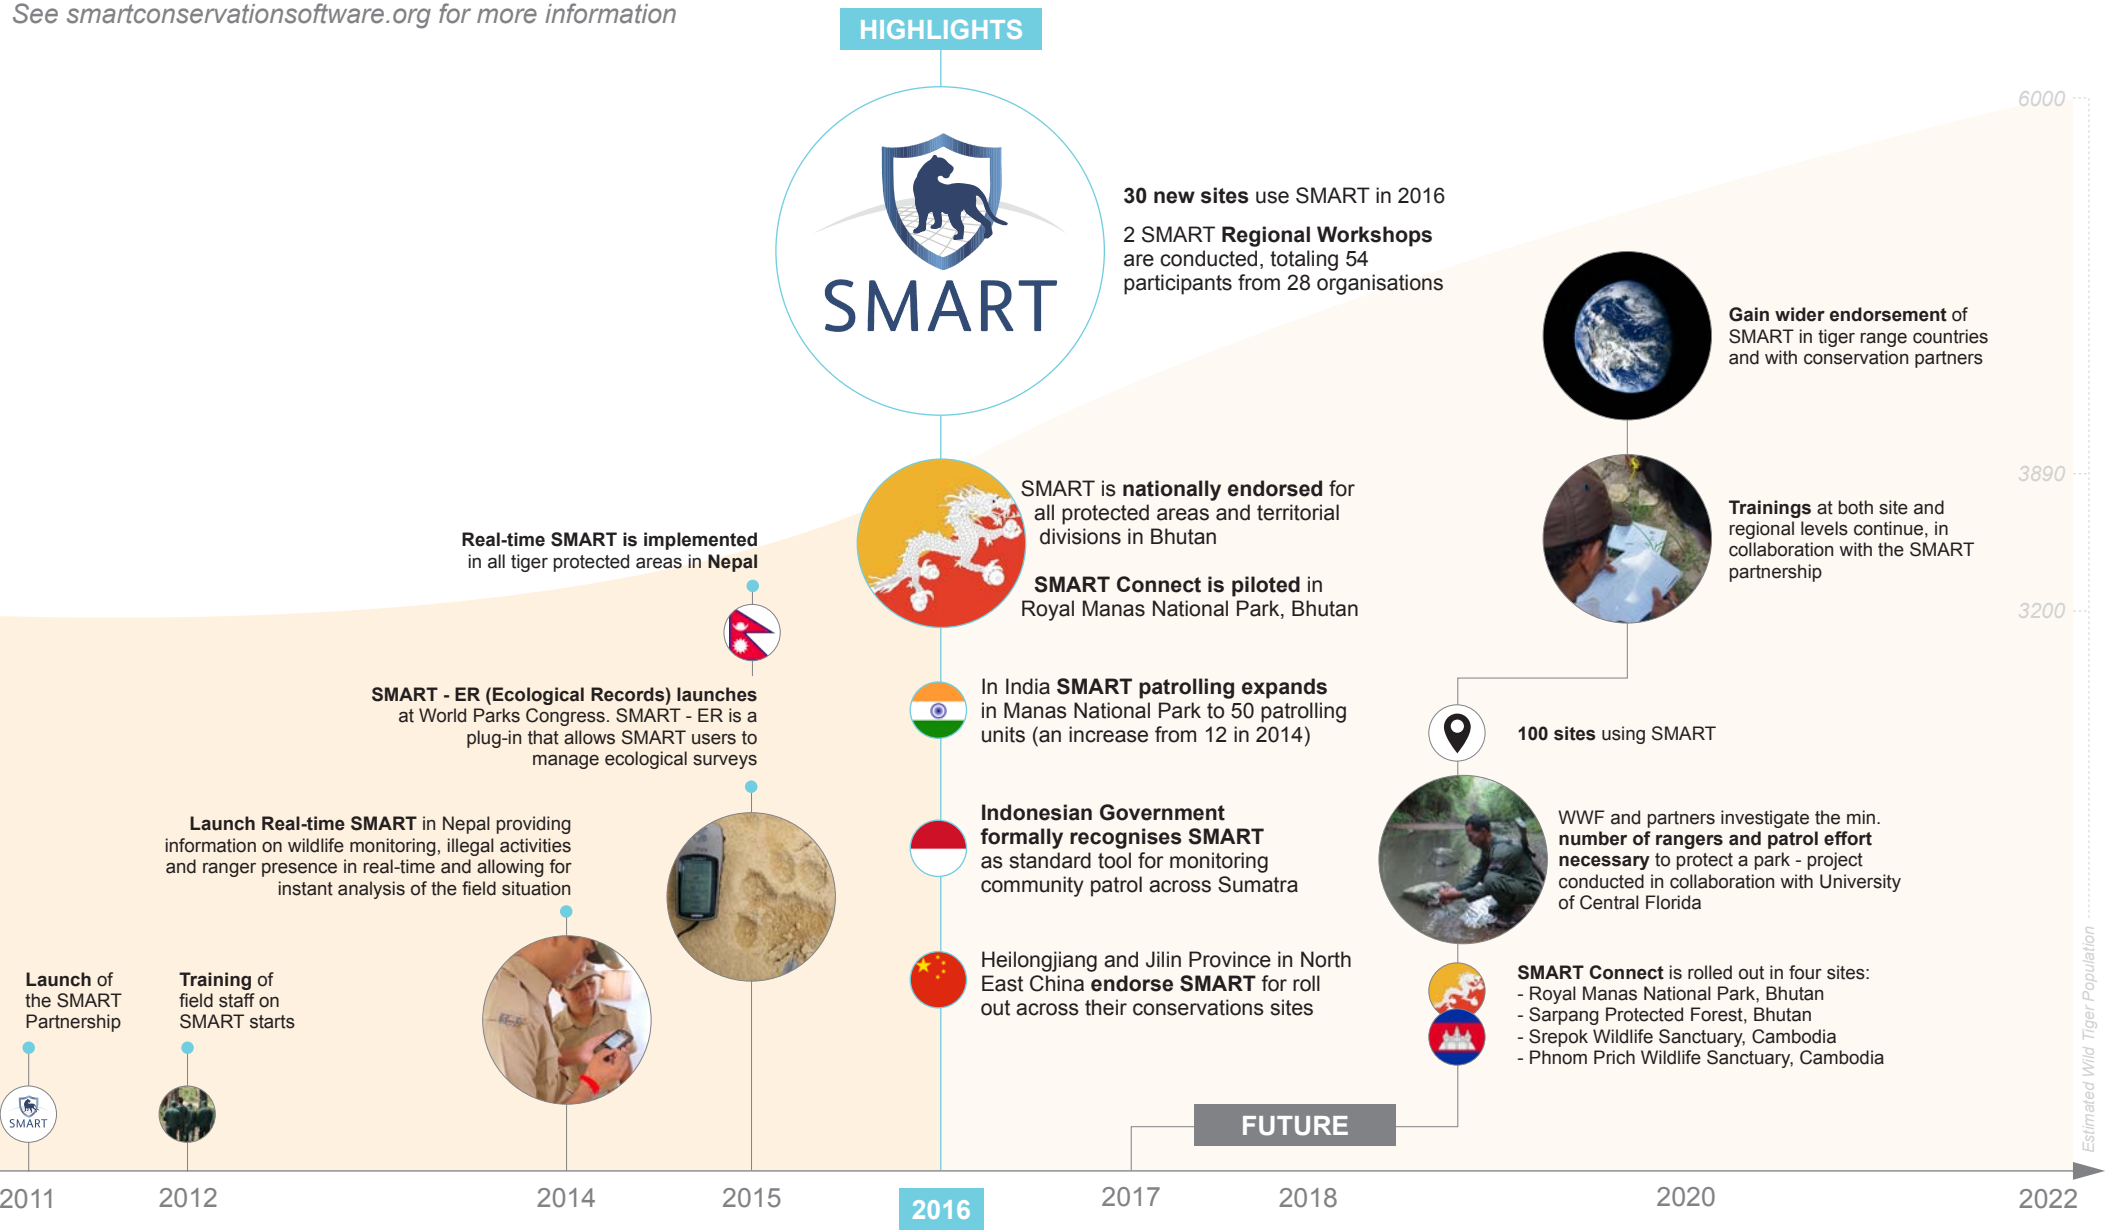 See smartconservationsoftware.org for more information
HIGHLIGHTS
SMART
30 new sites use SMART in 2016
2 SMART Regional Workshops
are conducted, totaling 54
participants from 28 organisations
SMART is nationally endorsed for
all protected areas and territorial
divisions in Bhutan
SMART Connect is piloted in
Royal Manas National Park, Bhutan
In India SMART patrolling expands
in Manas National Park to 50 patrolling
units (an increase from 12 in 2014)
Indonesian Government
formally recognises SMART
as standard tool for monitoring
community patrol across Sumatra
Heilongjiang and Jilin Province in North
East China endorse SMART for roll
out across their conservations sites
Real-time SMART is implemented
in all tiger protected areas in Nepal
SMART - ER (Ecological Records) launches
at World Parks Congress. SMART - ER is a
plug-in that allows SMART users to
manage ecological surveys
Launch Real-time SMART in Nepal providing
information on wildlife monitoring, illegal activities
and ranger presence in real-time and allowing for
instant analysis of the field situation
Launch of
the SMART
Partnership
SMART
Training of
field staff on
SMART starts
Gain wider endorsement of
SMART in tiger range countries
and with conservation partners
Trainings at both site and
regional levels continue, in
collaboration with the SMART
partnership
100 sites using SMART
WWF and partners investigate the min.
number of rangers and patrol effort
necessary to protect a park - project
conducted in collaboration with University
of Central Florida
SMART Connect is rolled out in four sites:
- Royal Manas National Park, Bhutan
- Sarpang Protected Forest, Bhutan
- Srepok Wildlife Sanctuary, Cambodia
- Phnom Prich Wildlife Sanctuary, Cambodia
FUTURE
6000
3890
3200
Estimated Wild Tiger Population
2011
2012
2014
2015
2016
2017
2018
2020
2022